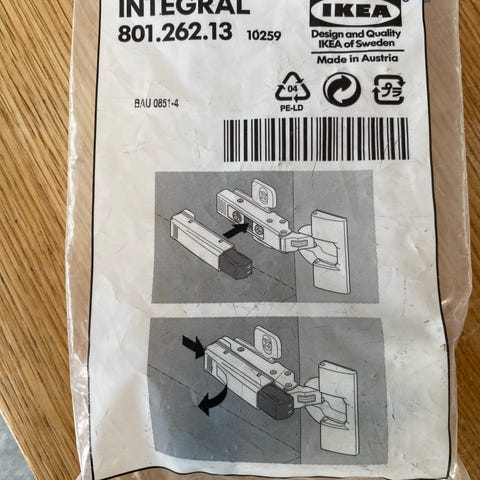 INTEGRAL
801.262.13 10259
IKEA
Design and Quality
IKEA of Sweden
Made in Austria
04
PE-LD
BAU 0851-4